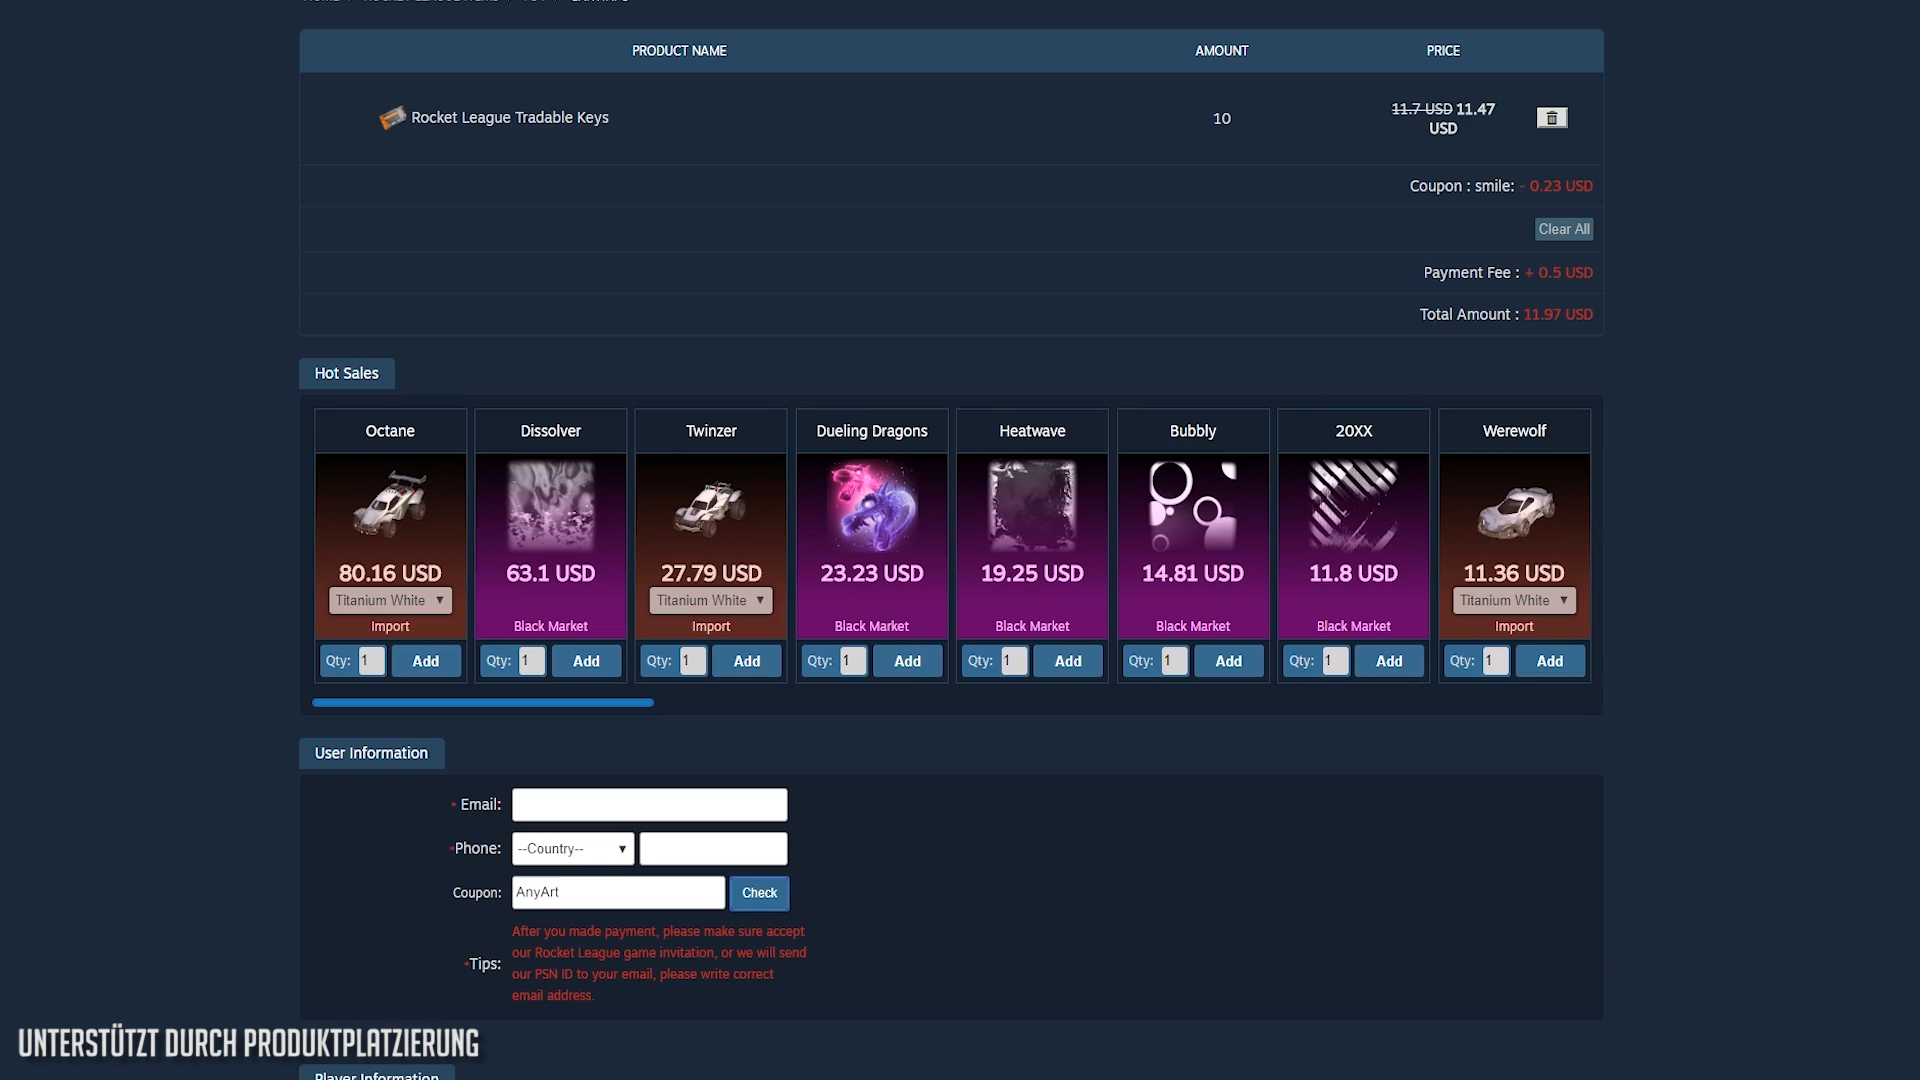 HOME / ROCKET LEAGUE ITEMS / PS4 /
PRODUCT NAME AMOUNT PRICE
Rocket League Tradable Keys 10 11.7 USD 11.47 USD
Coupon : smile: - 0.23 USD
Clear All
Payment Fee : + 0.5 USD
Total Amount : 11.97 USD
Hot Sales
Octane Dissolver Twinzer Dueling Dragons Heatwave Bubbly 20XX Werewolf
80.16 USD 63.1 USD 27.79 USD 23.23 USD 19.25 USD 14.81 USD 11.8 USD 11.36 USD
Titanium White ▼ Titanium White ▼ Titanium White ▼
Import Black Market Import Black Market Black Market Black Market Black Market Import
Qty: 1 Add Qty: 1 Add Qty: 1 Add Qty: 1 Add Qty: 1 Add Qty: 1 Add Qty: 1 Add Qty: 1 Add
User Information
* Email:
*Phone: --Country-- ▼
Coupon: AnyArt Check
*Tips: After you made payment, please make sure accept
our Rocket League game invitation, or we will send
our PSN ID to your email, please write correct
email address.
UNTERSTÜTZT DURCH PRODUKTPLATZIERUNG
Player Information